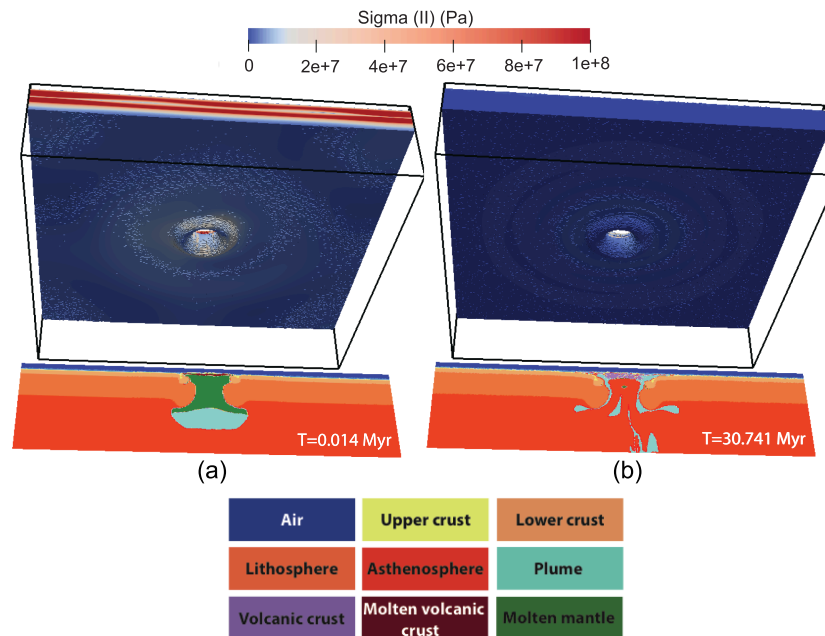 Sigma (II) (Pa)
0 2e+7 4e+7 6e+7 8e+7 1e+8
T=0.014 Myr
T=30.741 Myr
(a)
(b)
Air
Upper crust
Lower crust
Lithosphere
Asthenosphere
Plume
Volcanic crust
Molten volcanic
crust
Molten mantle